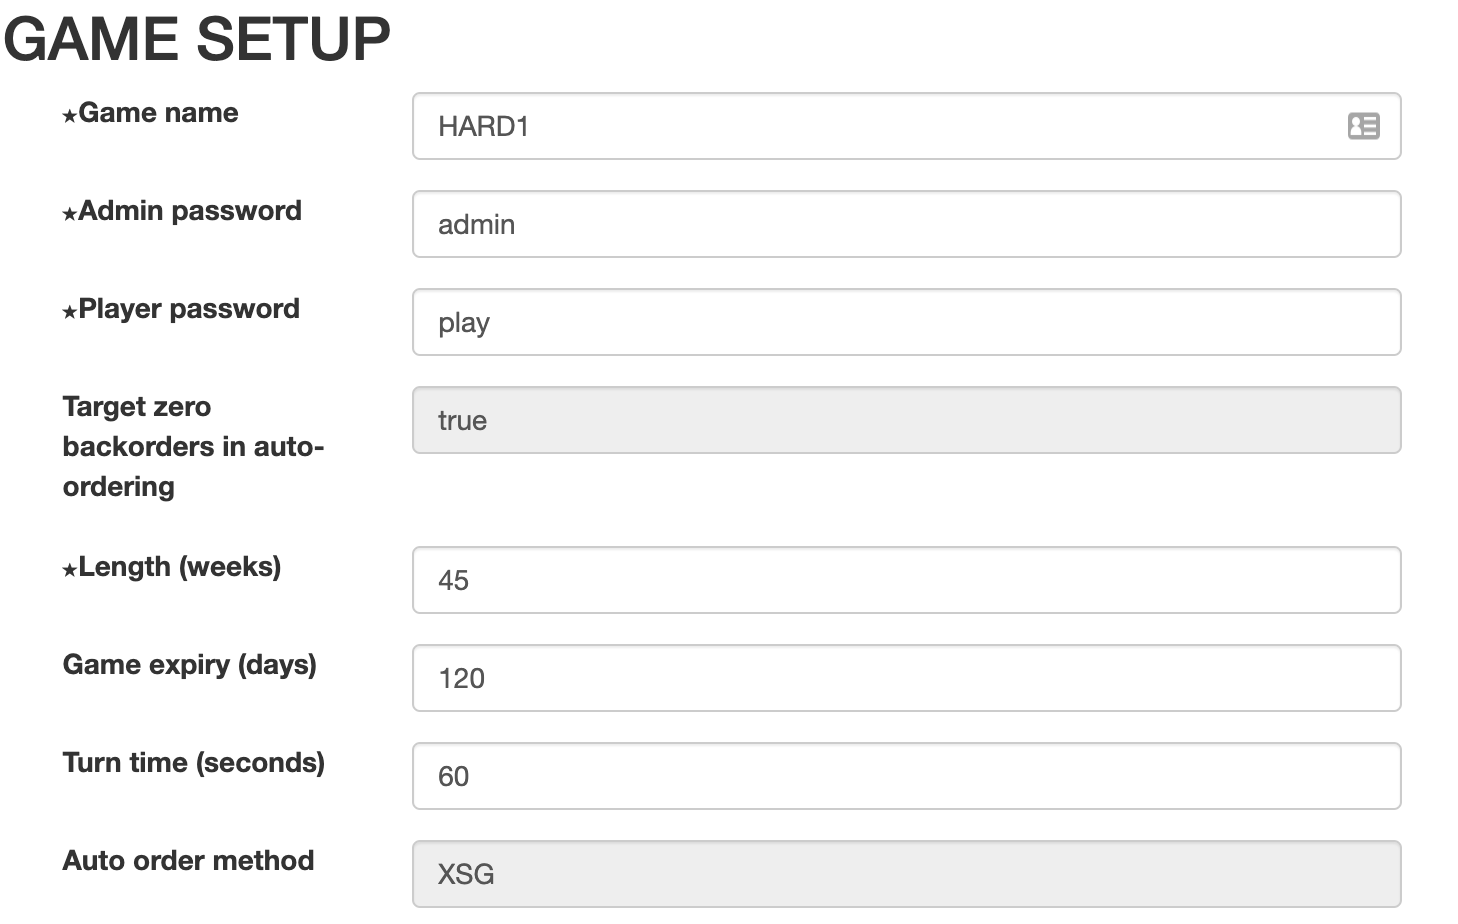 GAME SETUP
★Game name
HARD1
★Admin password
admin
★Player password
play
Target zero
backorders in auto-
ordering
true
★Length (weeks)
45
Game expiry (days)
120
Turn time (seconds)
60
Auto order method
XSG